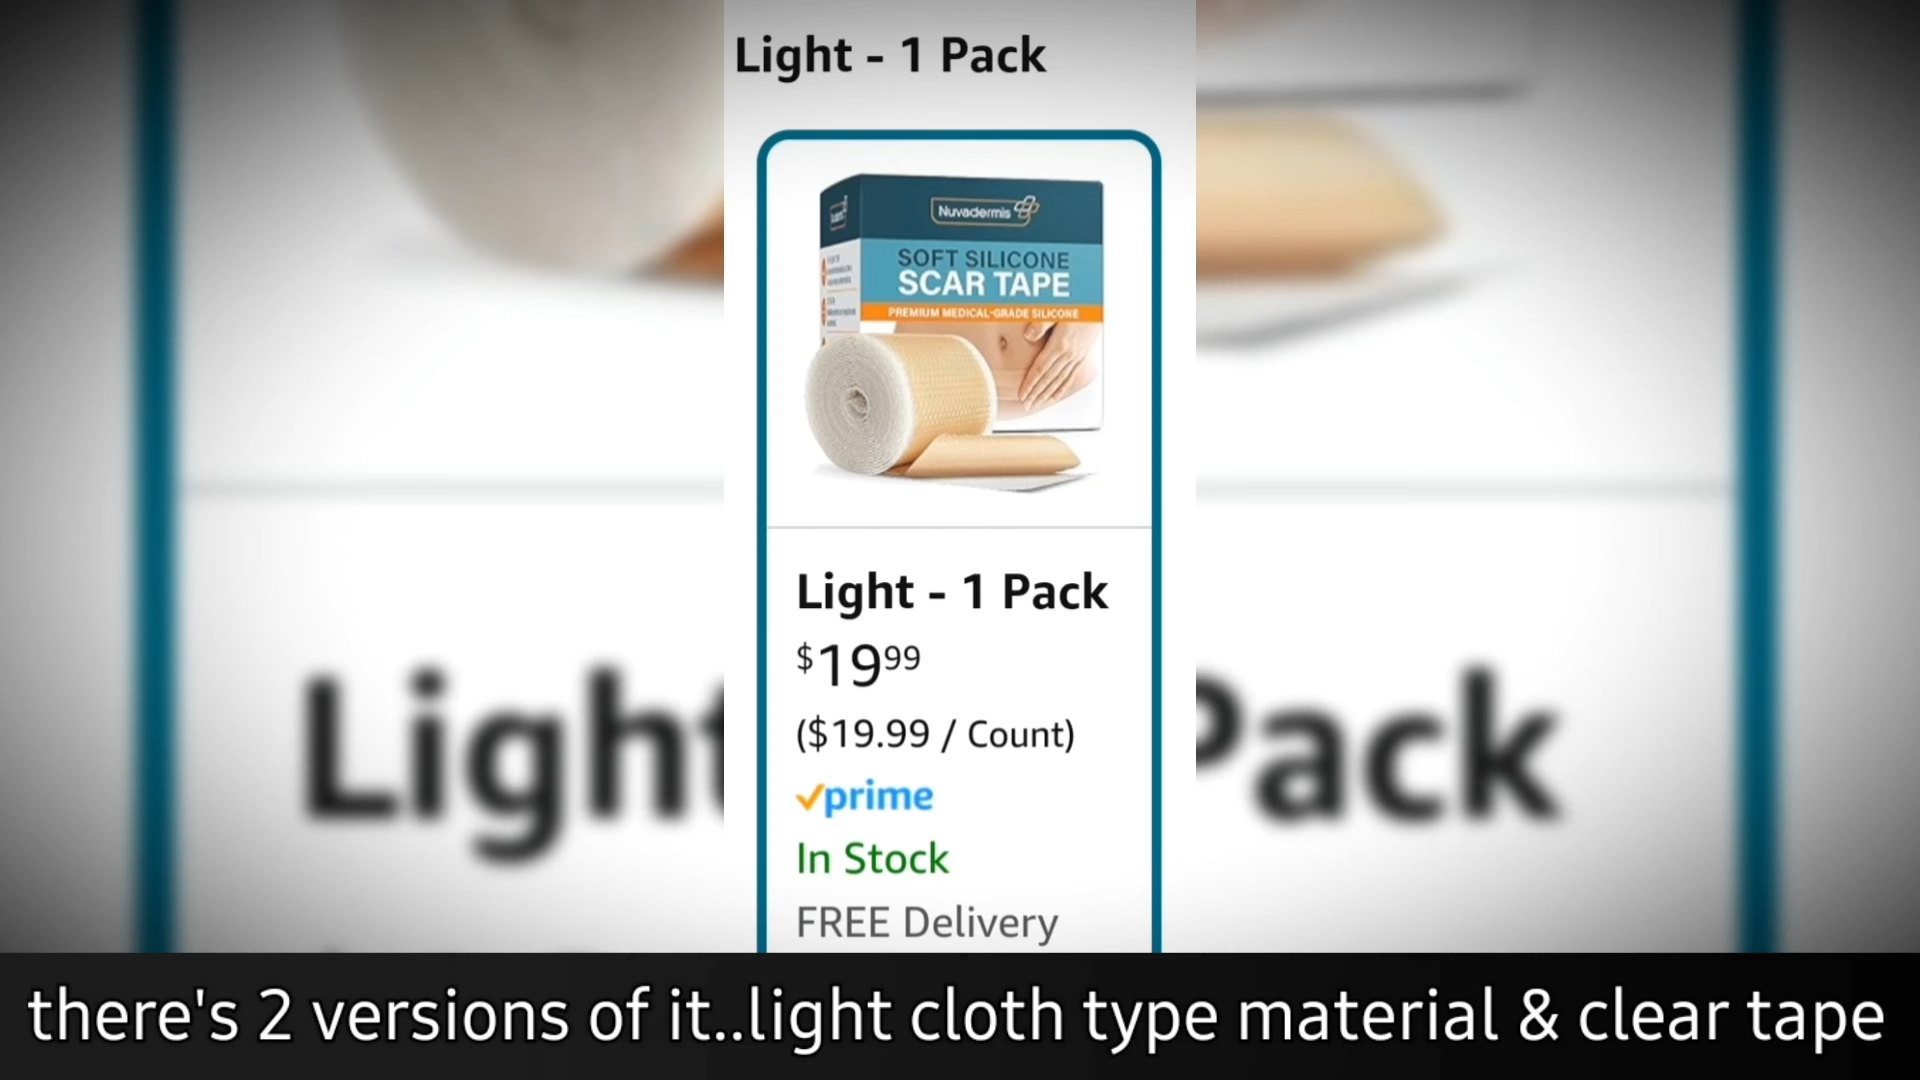 Light - 1 Pack
Nuvadermis
SOFT SILICONE
SCAR TAPE
PREMIUM MEDICAL-GRADE SILICONE
Light - 1 Pack
$19.99
($19.99 / Count)
prime
In Stock
FREE Delivery
there's 2 versions of it..light cloth type material & clear tape